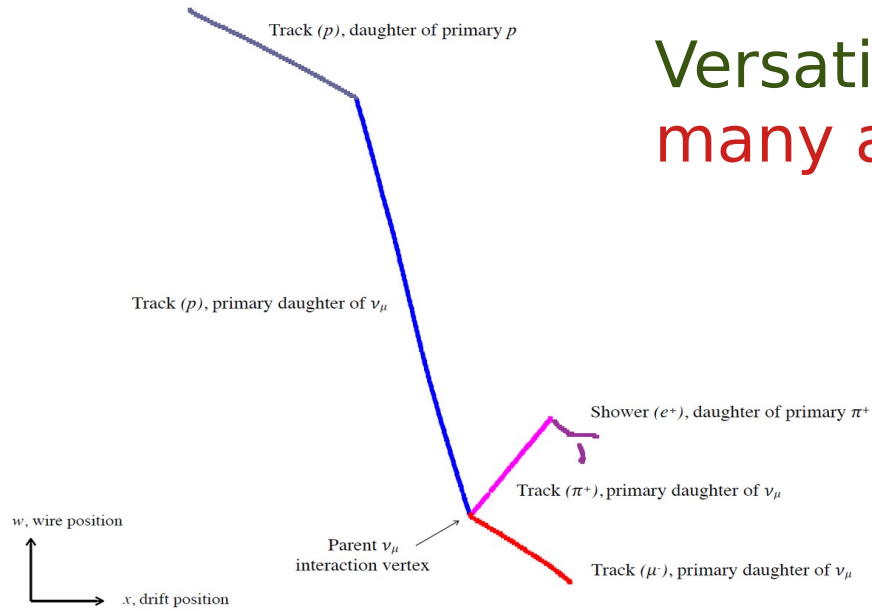 Track (p), daughter of primary p
Versati
many a
Track (p), primary daughter of νμ
Shower (e⁺), daughter of primary π⁺
Track (π⁺), primary daughter of νμ
w, wire position
Parent νμ
interaction vertex
Track (μ⁻), primary daughter of νμ
x, drift position